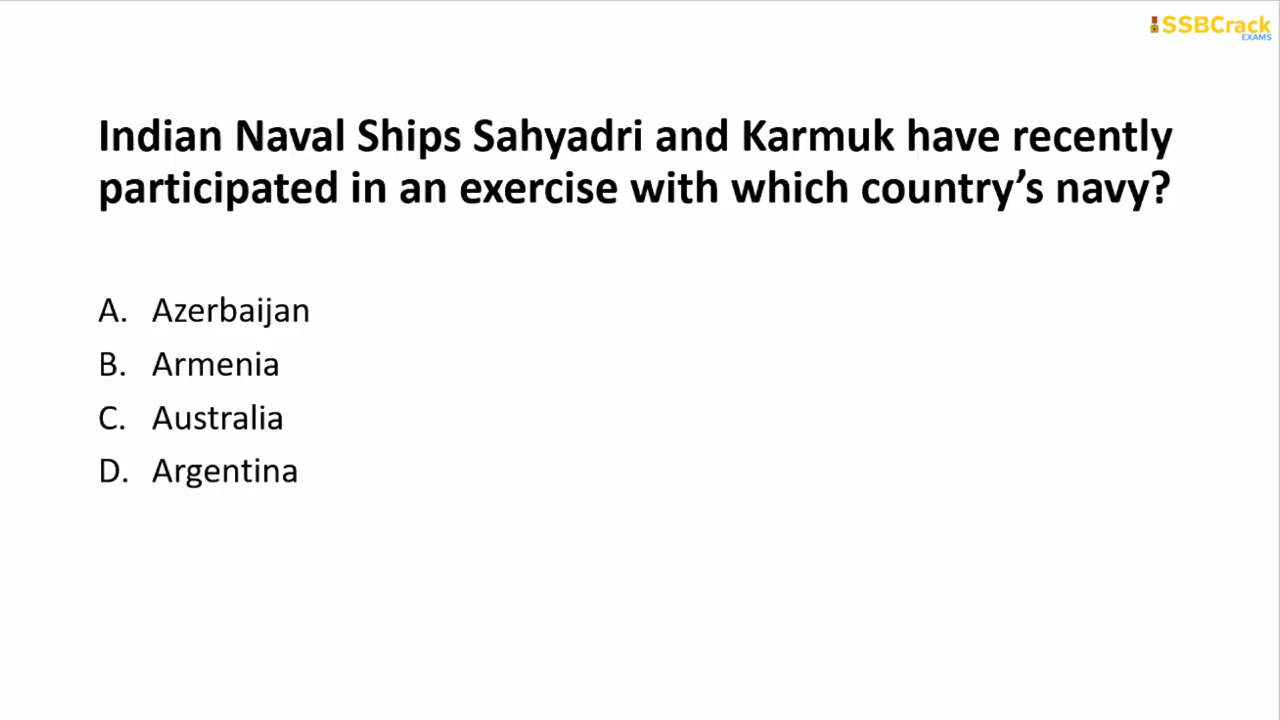 SSBCrack
EXAMS
Indian Naval Ships Sahyadri and Karmuk have recently
participated in an exercise with which country’s navy?
A. Azerbaijan
B. Armenia
C. Australia
D. Argentina